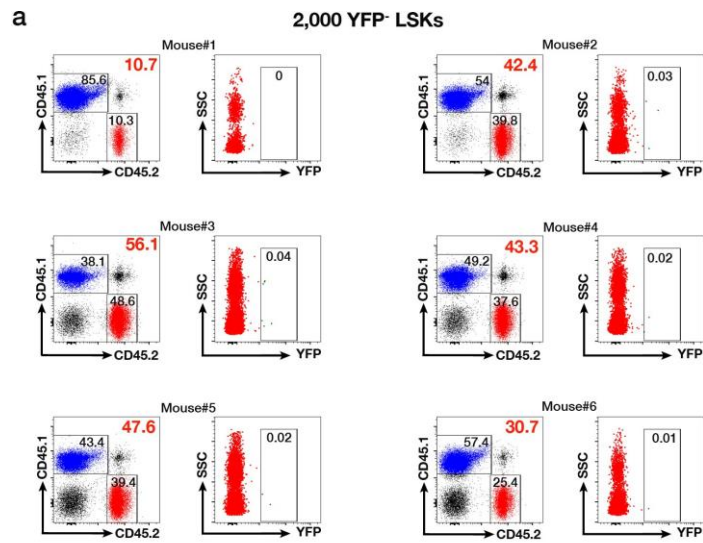 a
2,000 YFP- LSKs
Mouse#1
10.7
CD45.1
85.6
10.3
CD45.2
SSC
0
YFP
Mouse#2
42.4
CD45.1
54
39.8
CD45.2
SSC
0.03
YFP
Mouse#3
56.1
CD45.1
38.1
48.6
CD45.2
SSC
0.04
YFP
Mouse#4
43.3
CD45.1
49.2
37.6
CD45.2
SSC
0.02
YFP
Mouse#5
47.6
CD45.1
43.4
39.4
CD45.2
SSC
0.02
YFP
Mouse#6
30.7
CD45.1
57.4
25.4
CD45.2
SSC
0.01
YFP